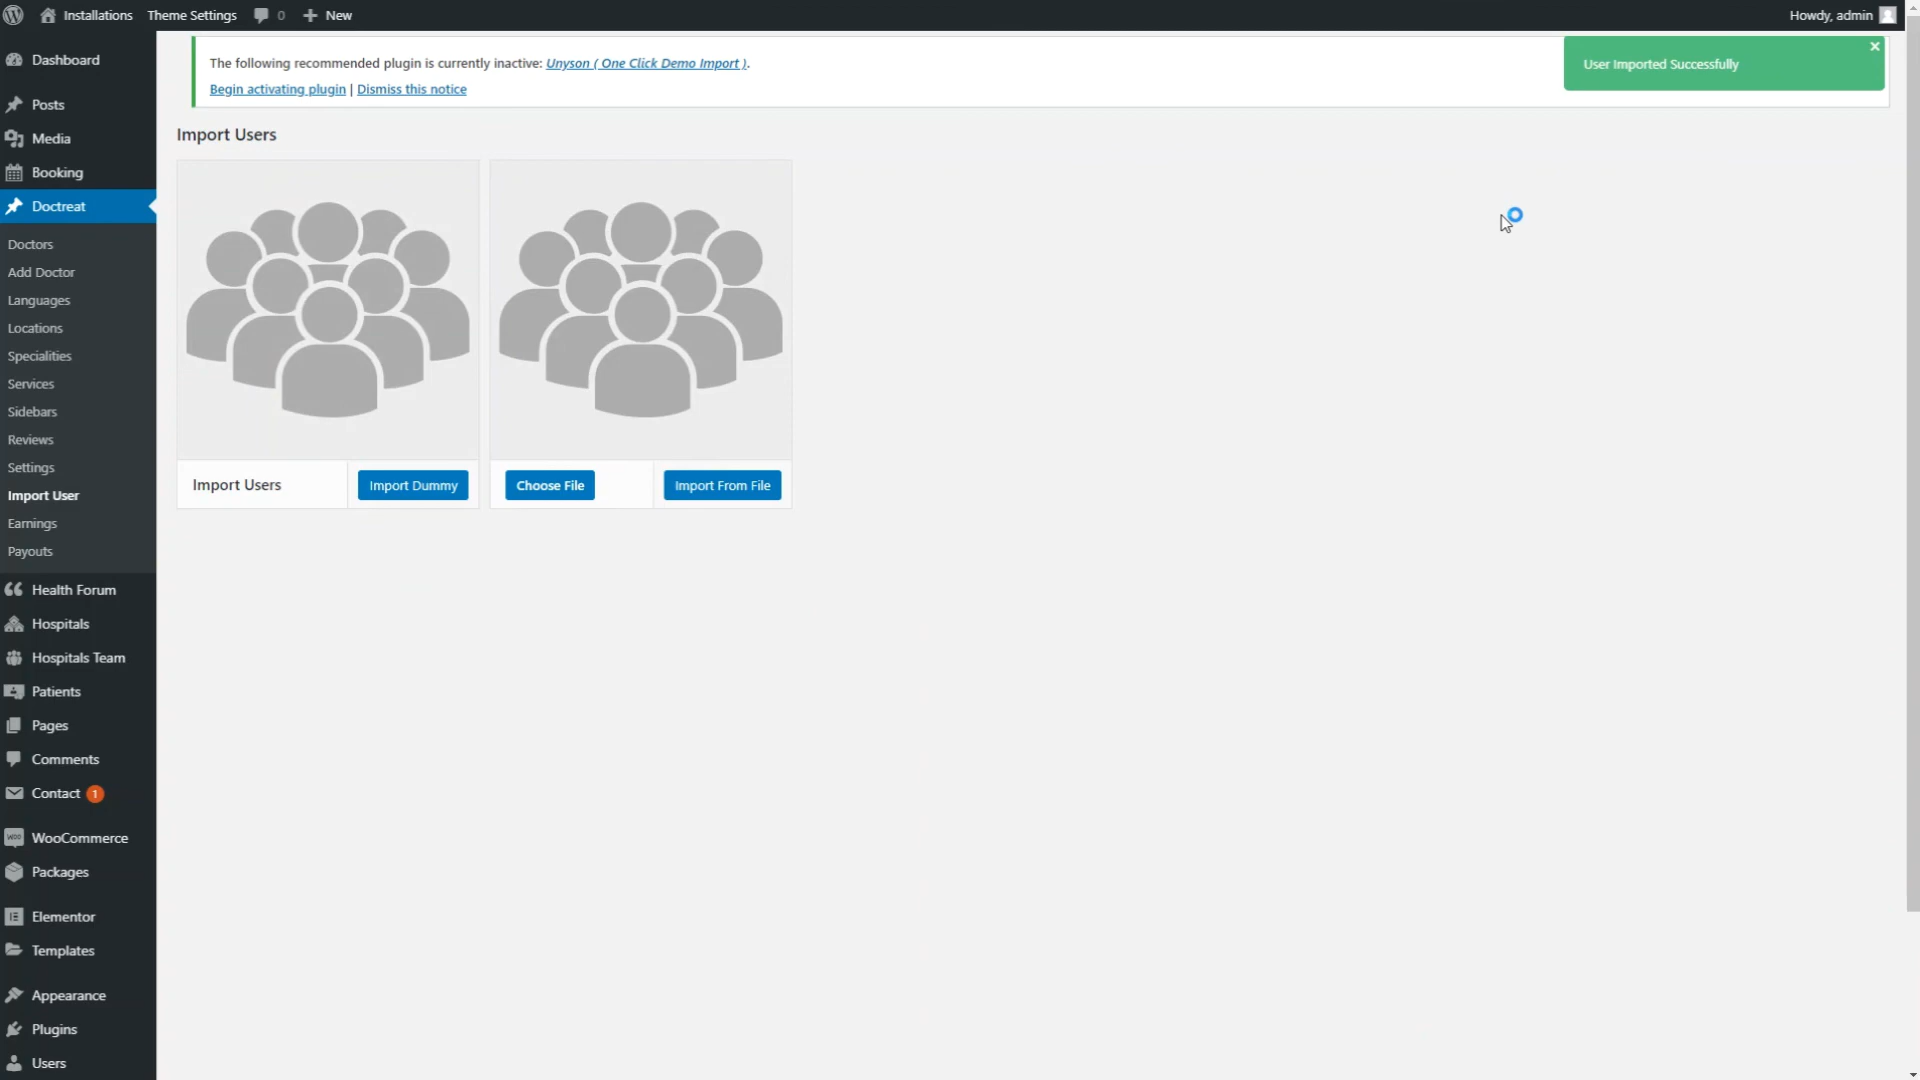 Installations
Theme Settings
0
New
Howdy, admin
Dashboard
Posts
Media
Booking
Doctreat
Doctors
Add Doctor
Languages
Locations
Specialities
Services
Sidebars
Reviews
Settings
Import User
Earnings
Payouts
Health Forum
Hospitals
Hospitals Team
Patients
Pages
Comments
Contact 1
WooCommerce
Packages
Elementor
Templates
Appearance
Plugins
Users
The following recommended plugin is currently inactive: Unyson ( One Click Demo Import ).
Begin activating plugin | Dismiss this notice
User Imported Successfully
Import Users
Import Users
Import Dummy
Choose File
Import From File